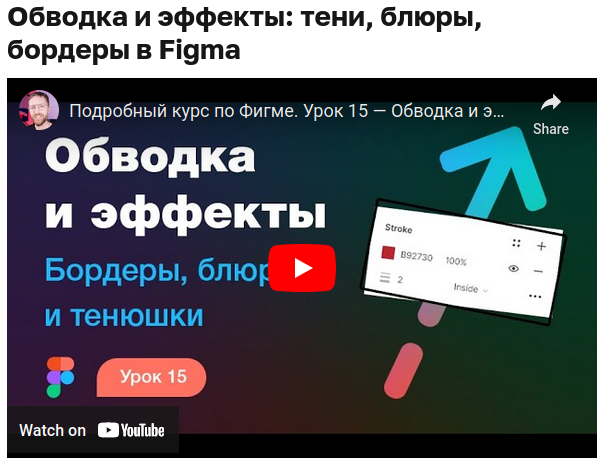 Обводка и эффекты: тени, блюры,
бордеры в Figma
Подробный курс по Фигме. Урок 15 — Обводка и э...
Share
Обводка
и эффекты
Stroke
B92730 100%
2 Inside
Бордеры, блюр
и тенюшки
Урок 15
Watch on YouTube